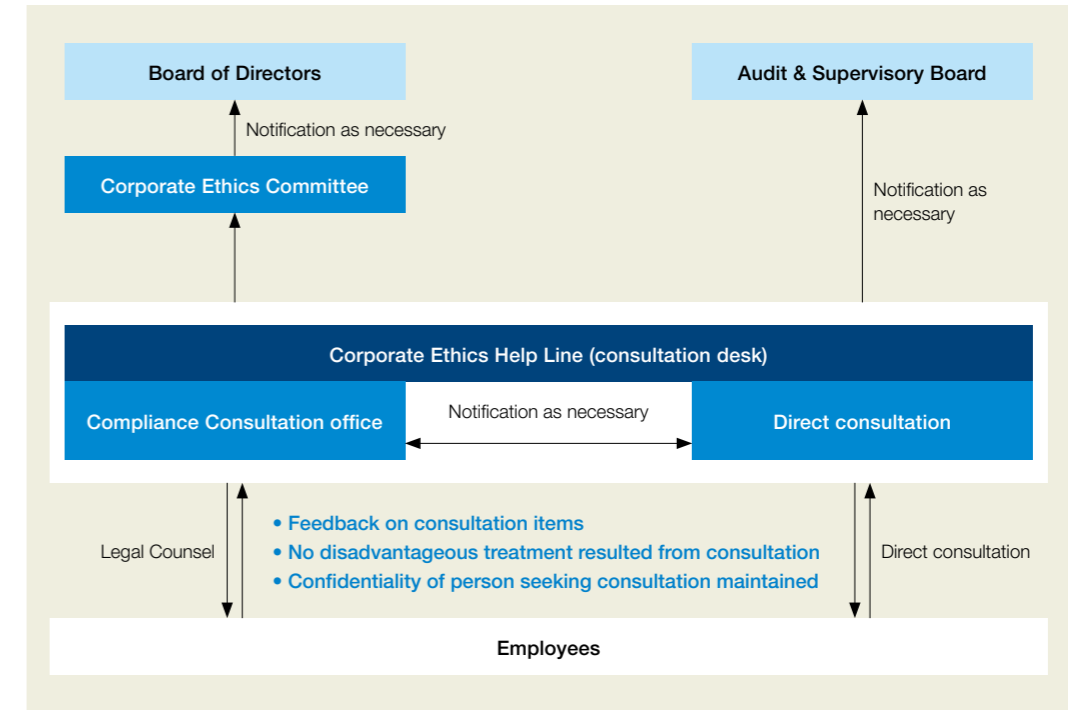 Board of Directors
Audit & Supervisory Board
Notification as necessary
Corporate Ethics Committee
Notification as
necessary
Corporate Ethics Help Line (consultation desk)
Compliance Consultation office
Notification as necessary
Direct consultation
• Feedback on consultation items
Legal Counsel
• No disadvantageous treatment resulted from consultation
Direct consultation
• Confidentiality of person seeking consultation maintained
Employees